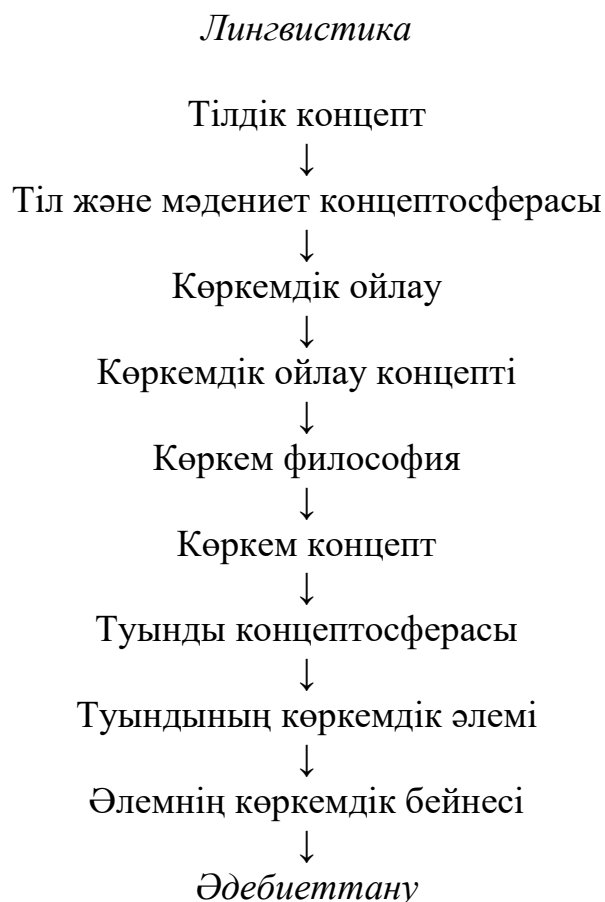 Лингвистика
Тілдік концепт
↓
Тіл және мәдениет концептосферасы
↓
Көркемдік ойлау
↓
Көркемдік ойлау концепті
↓
Көркем философия
↓
Көркем концепт
↓
Туынды концептосферасы
↓
Туындының көркемдік әлемі
↓
Әлемнің көркемдік бейнесі
↓
Әдебиеттану